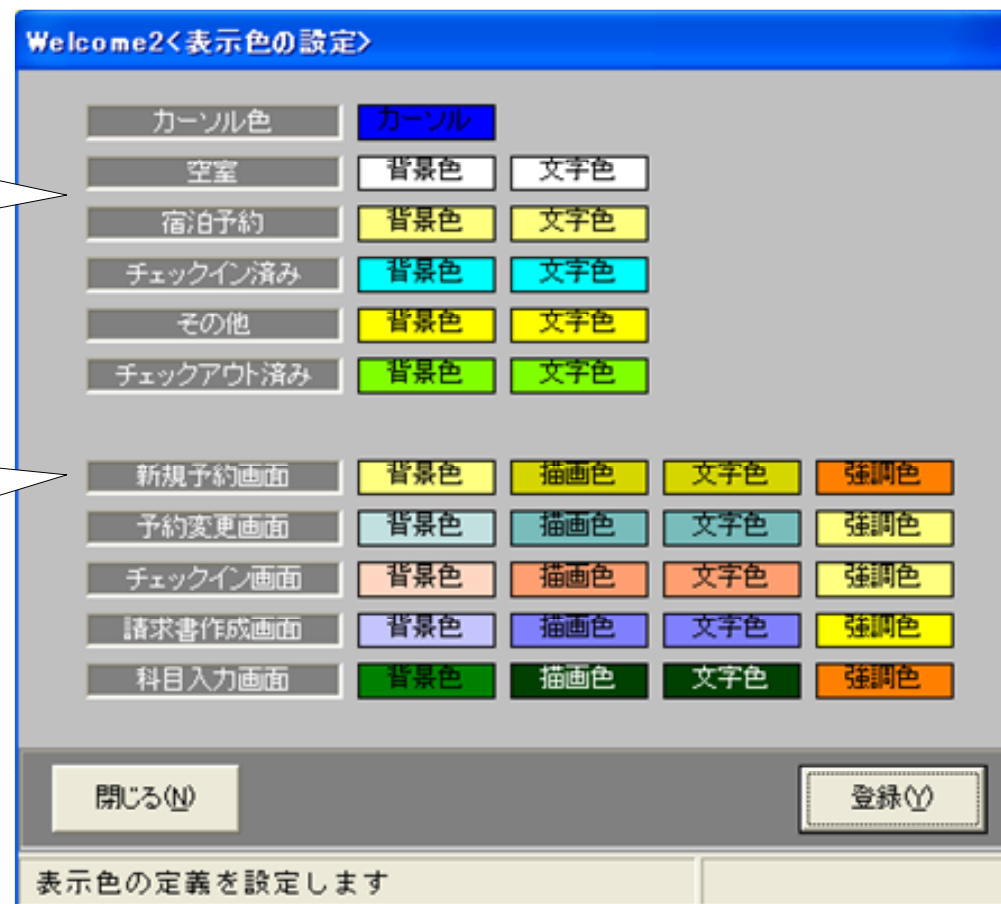 Welcome2<表示色の設定>
カーソル色 カーソル
空室 背景色 文字色
宿泊予約 背景色 文字色
チェックイン済み 背景色 文字色
その他 背景色 文字色
チェックアウト済み 背景色 文字色
新規予約画面 背景色 描画色 文字色 強調色
予約変更画面 背景色 描画色 文字色 強調色
チェックイン画面 背景色 描画色 文字色 強調色
請求書作成画面 背景色 描画色 文字色 強調色
科目入力画面 背景色 描画色 文字色 強調色
閉じる(N) 登録(Y)
表示色の定義を設定します